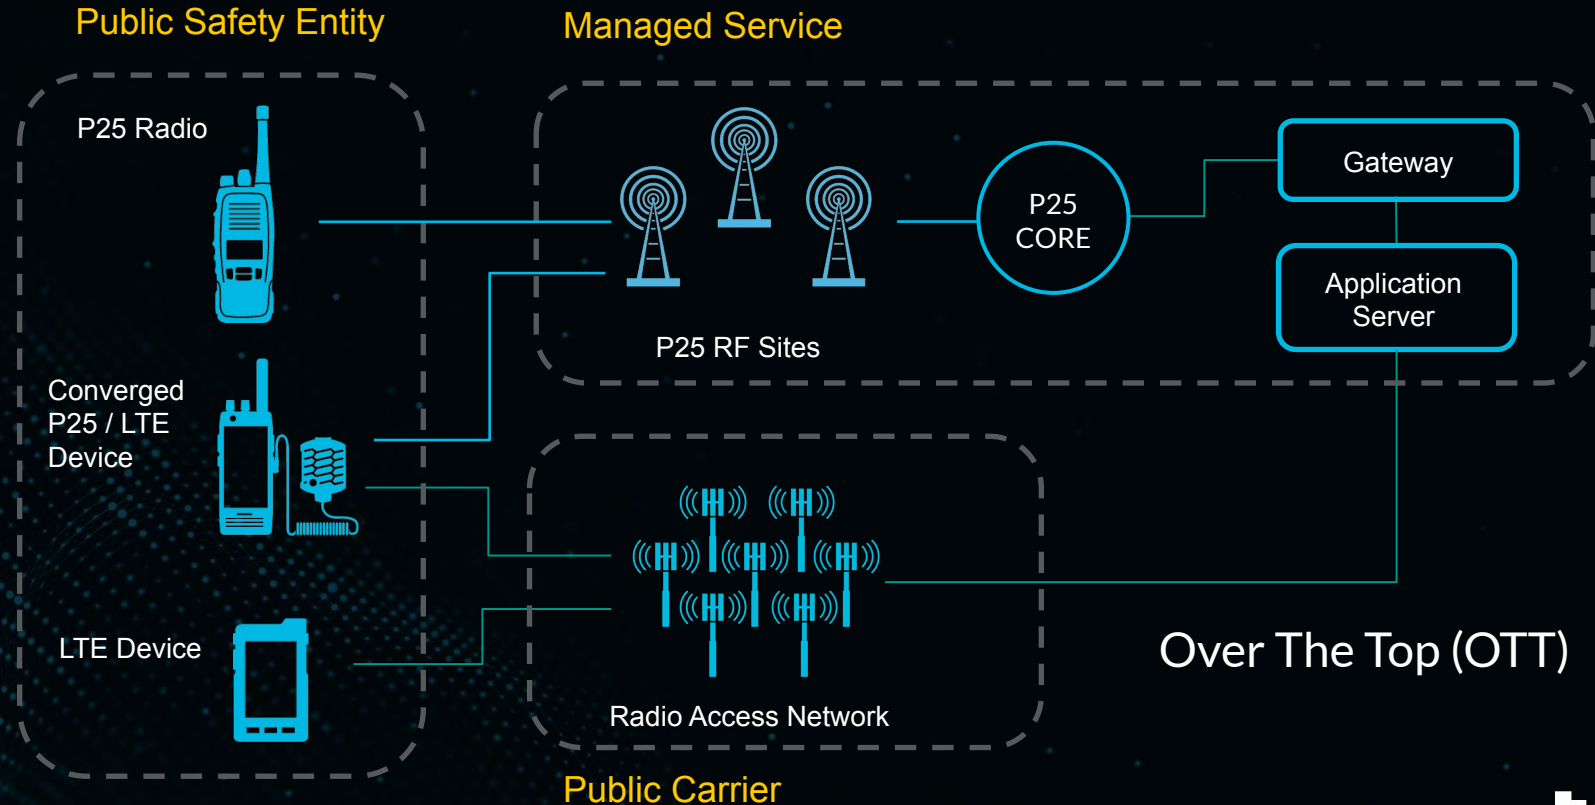 Public Safety Entity
Managed Service
P25 Radio
P25
CORE
Gateway
Application
Server
P25 RF Sites
Converged
P25 / LTE
Device
LTE Device
Over The Top (OTT)
Radio Access Network
Public Carrier